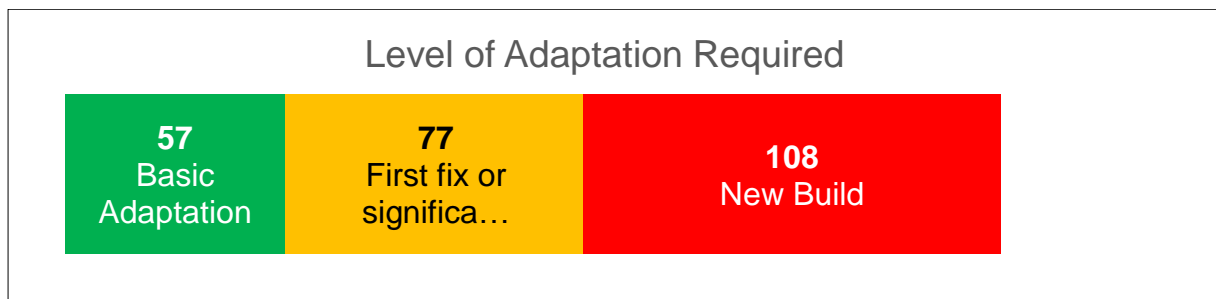 Level of Adaptation Required
57
Basic
Adaptation
77
First fix or
significa…
108
New Build